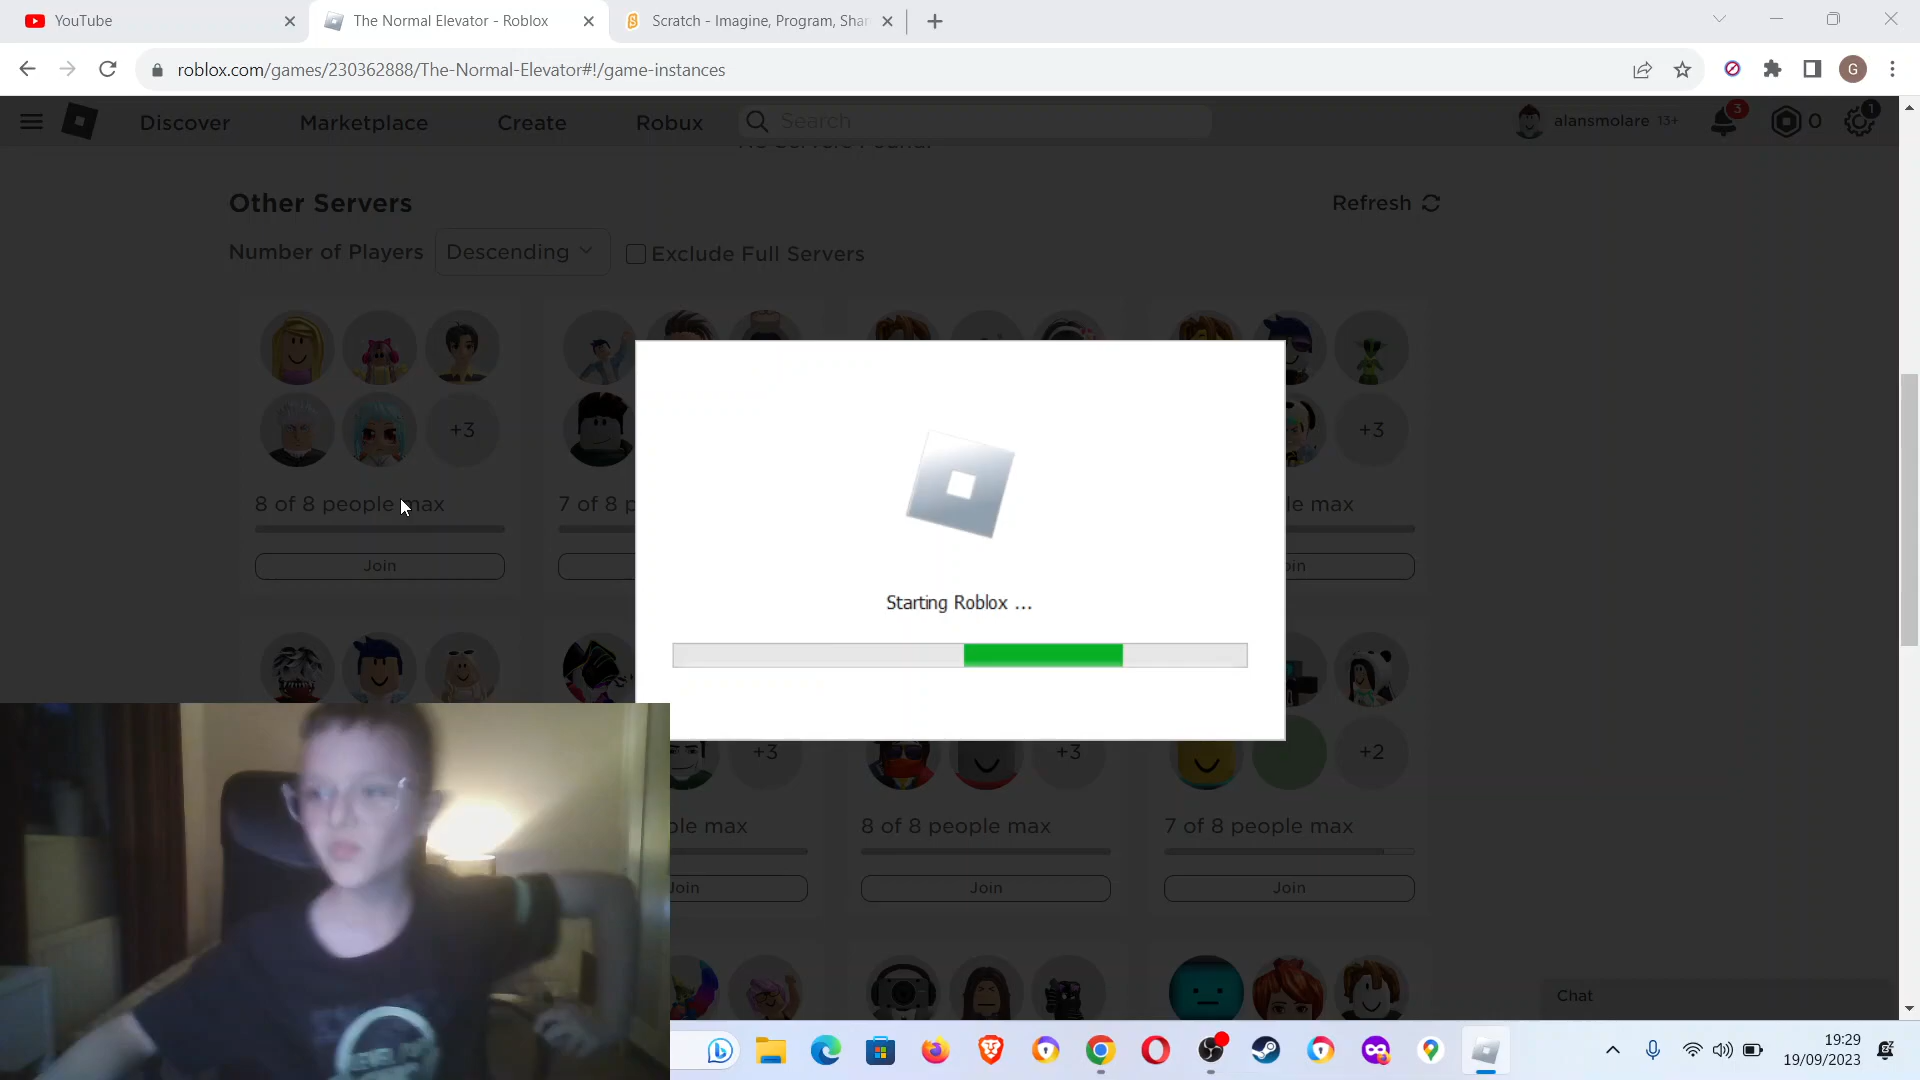 YouTube
The Normal Elevator - Roblox
Scratch - Imagine, Program, Shar
roblox.com/games/230362888/The-Normal-Elevator#!/game-instances
G
Discover
Marketplace
Create
Robux
Search
alansmolare 13+
3
0
1
Other Servers
Refresh
Number of Players
Descending
Exclude Full Servers
+3
+3
8 of 8 people max
7 of 8 p
le max
Join
oin
Starting Roblox ...
+3
+3
+2
ple max
8 of 8 people max
7 of 8 people max
Join
Join
Join
Chat
19:29
19/09/2023